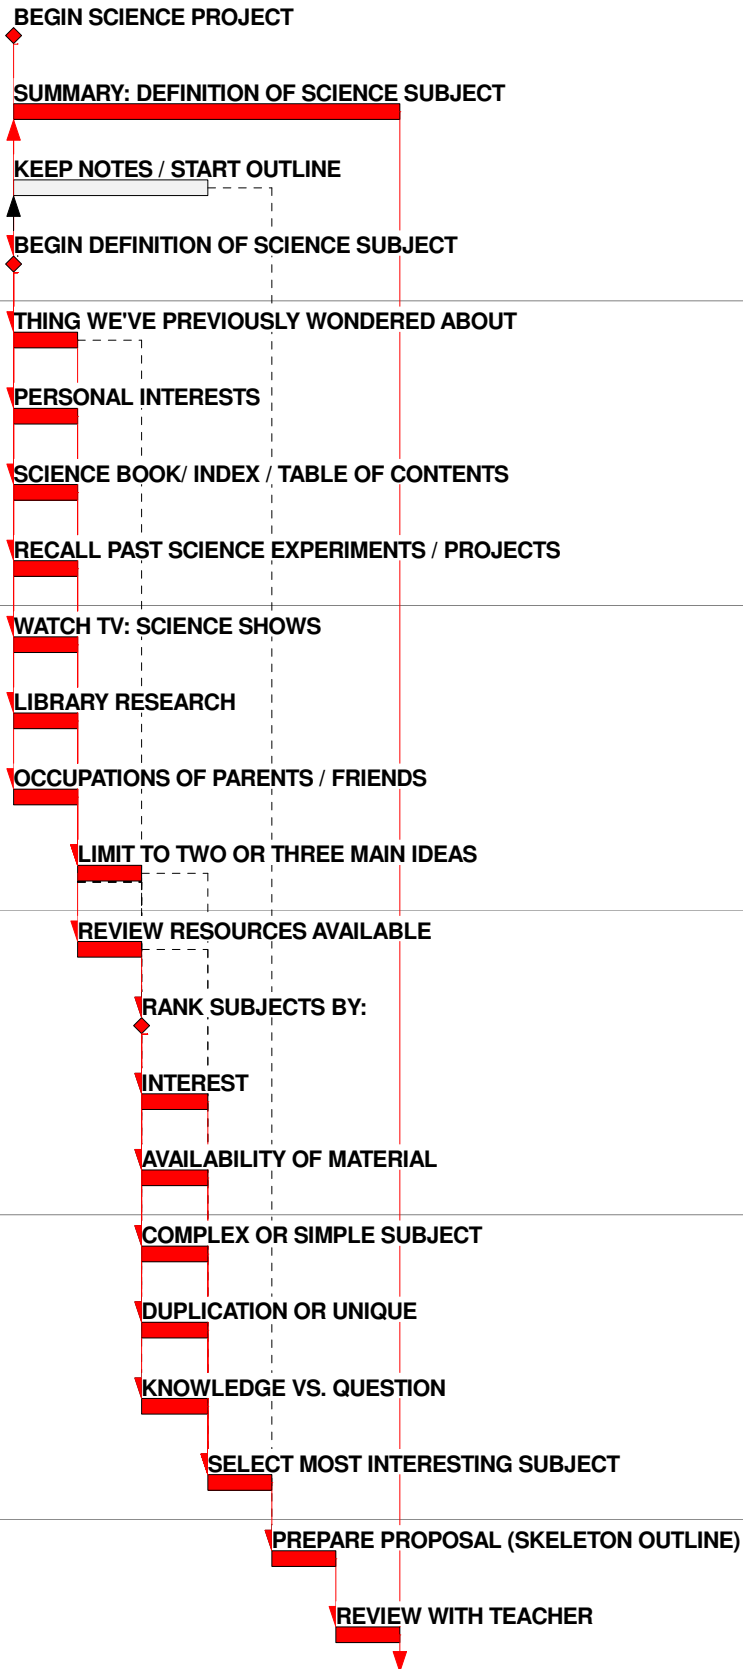 BEGIN SCIENCE PROJECT
SUMMARY: DEFINITION OF SCIENCE SUBJECT
KEEP NOTES / START OUTLINE
BEGIN DEFINITION OF SCIENCE SUBJECT
THING WE'VE PREVIOUSLY WONDERED ABOUT
PERSONAL INTERESTS
SCIENCE BOOK/ INDEX / TABLE OF CONTENTS
RECALL PAST SCIENCE EXPERIMENTS / PROJECTS
WATCH TV: SCIENCE SHOWS
LIBRARY RESEARCH
OCCUPATIONS OF PARENTS / FRIENDS
LIMIT TO TWO OR THREE MAIN IDEAS
REVIEW RESOURCES AVAILABLE
RANK SUBJECTS BY:
INTEREST
AVAILABILITY OF MATERIAL
COMPLEX OR SIMPLE SUBJECT
DUPLICATION OR UNIQUE
KNOWLEDGE VS. QUESTION
SELECT MOST INTERESTING SUBJECT
PREPARE PROPOSAL (SKELETON OUTLINE)
REVIEW WITH TEACHER